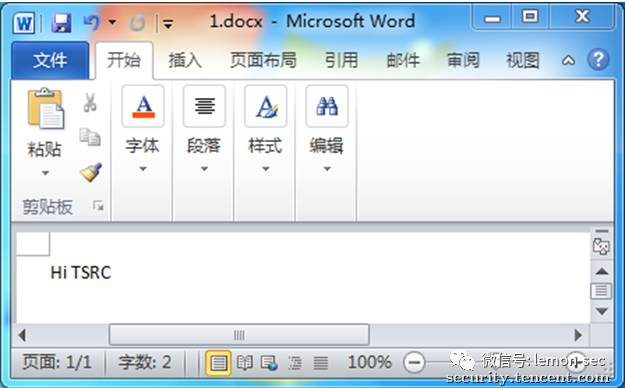 1.docx - Microsoft Word
文件 开始 插入 页面布局 引用 邮件 审阅 视图
粘贴 字体 段落 样式 编辑
剪贴板
Hi TSRC
页面: 1/1 字数: 2 100%
微信号: lemon-sec
security.tencent.com